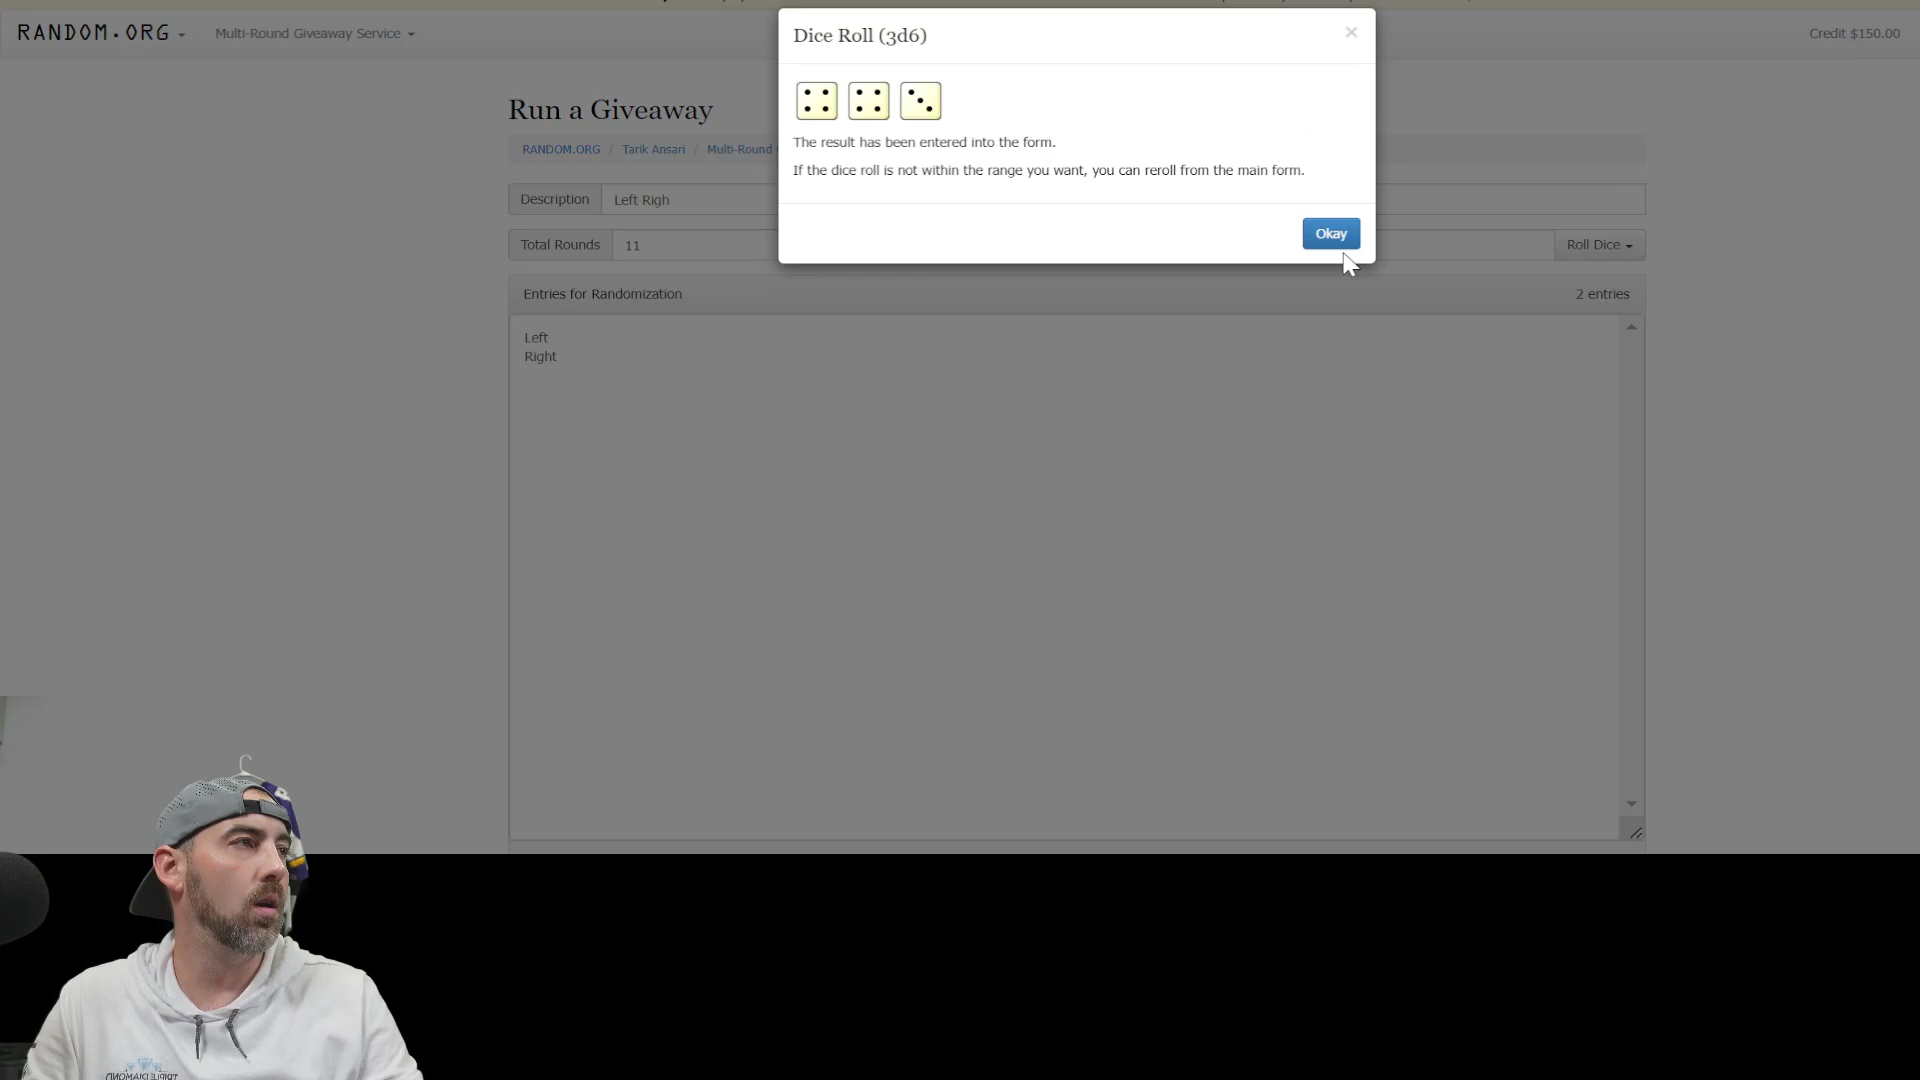 RANDOM.ORG
Multi-Round Giveaway Service
Credit $150.00
Dice Roll (3d6)
×
The result has been entered into the form.
If the dice roll is not within the range you want, you can reroll from the main form.
Okay
Run a Giveaway
RANDOM.ORG / Tarik Ansari / Multi-Round
Description
Left Righ
Total Rounds
11
Roll Dice
Entries for Randomization
2 entries
Left
Right